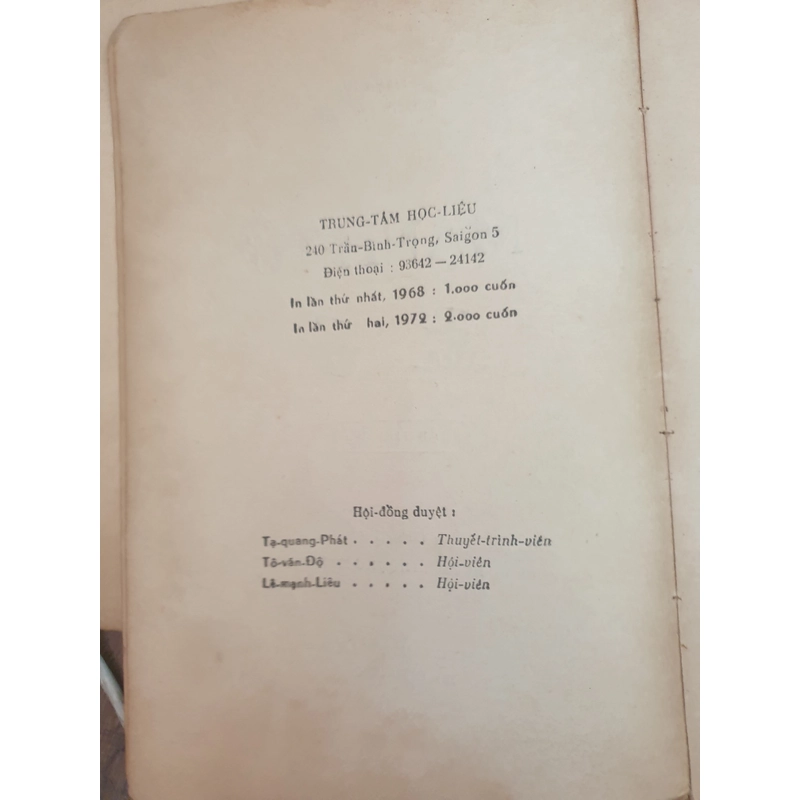 TRUNG-TÂM HỌC-LIỆU
240 Trần-Bình-Trọng, Saigon 5
Điện thoại : 93642 — 24142
In lần thứ nhất, 1968 : 1.000 cuốn
In lần thứ hai, 1972 : 2.000 cuốn
Hội-đồng duyệt :
Tạ-quang-Phát . . . . . Thuyết-trình-viên
Tô-văn-Độ . . . . . . Hội-viên
Lê-mạnh-Liêu . . . . . Hội-viên